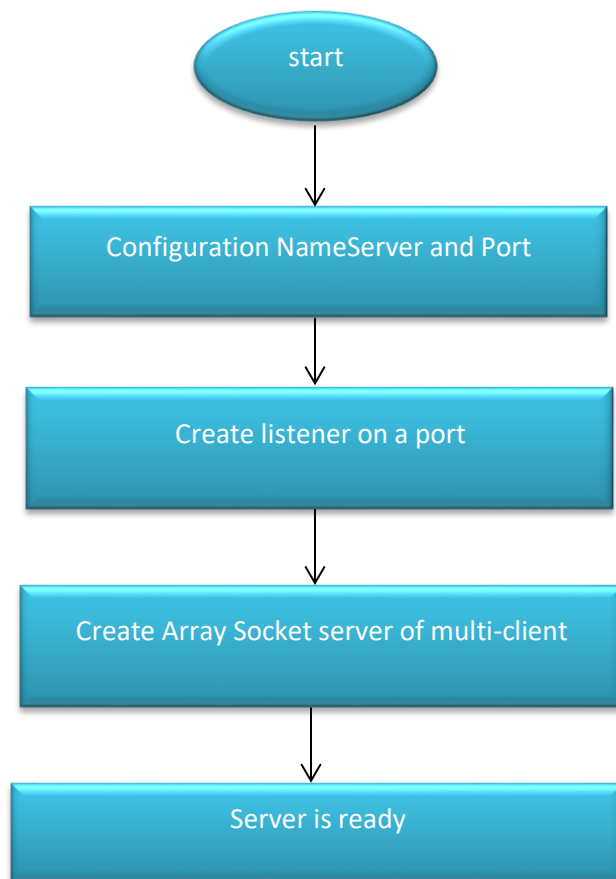 start
Configuration NameServer and Port
Create listener on a port
Create Array Socket server of multi-client
Server is ready